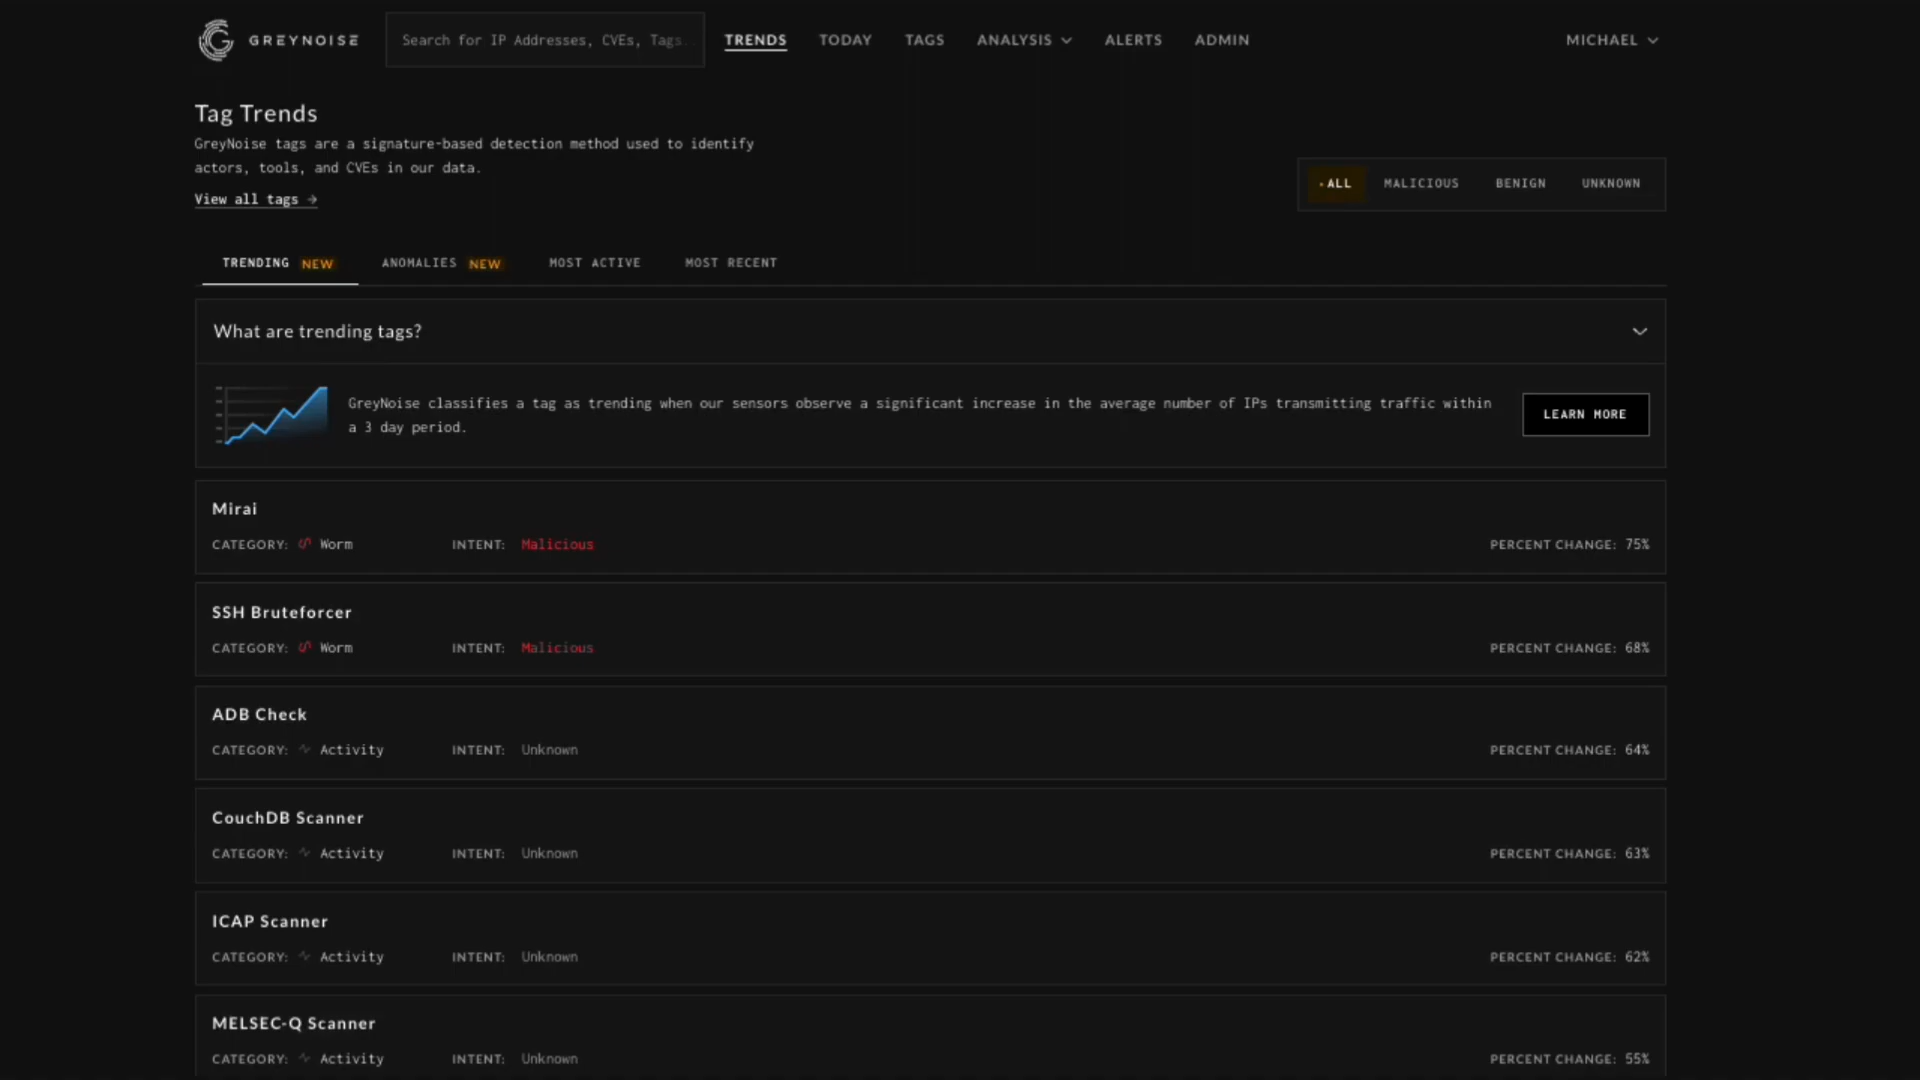 GREYNOISE
Search for IP Addresses, CVEs, Tags..
TRENDS
TODAY
TAGS
ANALYSIS
ALERTS
ADMIN
MICHAEL
Tag Trends
GreyNoise tags are a signature-based detection method used to identify
actors, tools, and CVEs in our data.
View all tags →
ALL
MALICIOUS
BENIGN
UNKNOWN
TRENDING NEW
ANOMALIES NEW
MOST ACTIVE
MOST RECENT
What are trending tags?
GreyNoise classifies a tag as trending when our sensors observe a significant increase in the average number of IPs transmitting traffic within
a 3 day period.
LEARN MORE
Mirai
CATEGORY: Worm
INTENT: Malicious
PERCENT CHANGE: 75%
SSH Bruteforcer
CATEGORY: Worm
INTENT: Malicious
PERCENT CHANGE: 68%
ADB Check
CATEGORY: Activity
INTENT: Unknown
PERCENT CHANGE: 64%
CouchDB Scanner
CATEGORY: Activity
INTENT: Unknown
PERCENT CHANGE: 63%
ICAP Scanner
CATEGORY: Activity
INTENT: Unknown
PERCENT CHANGE: 62%
MELSEC-Q Scanner
CATEGORY: Activity
INTENT: Unknown
PERCENT CHANGE: 55%